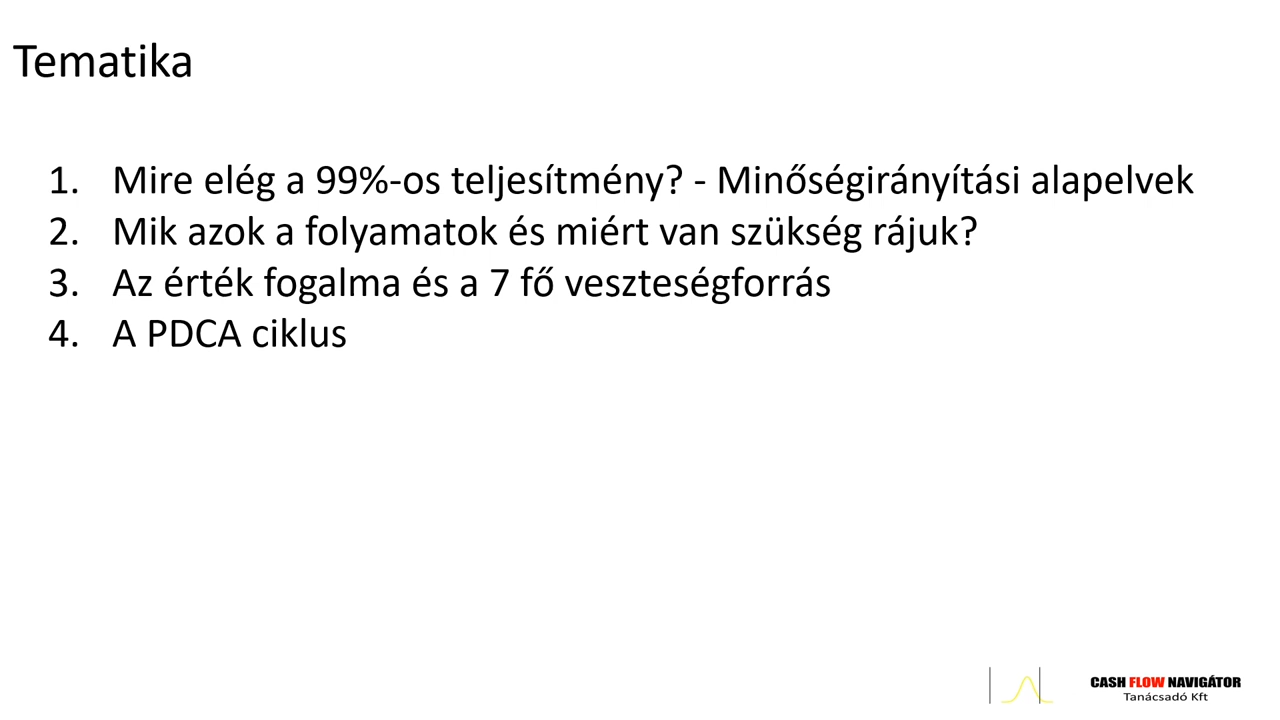 Tematika
1. Mire elég a 99%-os teljesítmény? - Minőségirányítási alapelvek
2. Mik azok a folyamatok és miért van szükség rájuk?
3. Az érték fogalma és a 7 fő veszteségforrás
4. A PDCA ciklus
CASH FLOW NAVIGÁTOR
Tanácsadó Kft